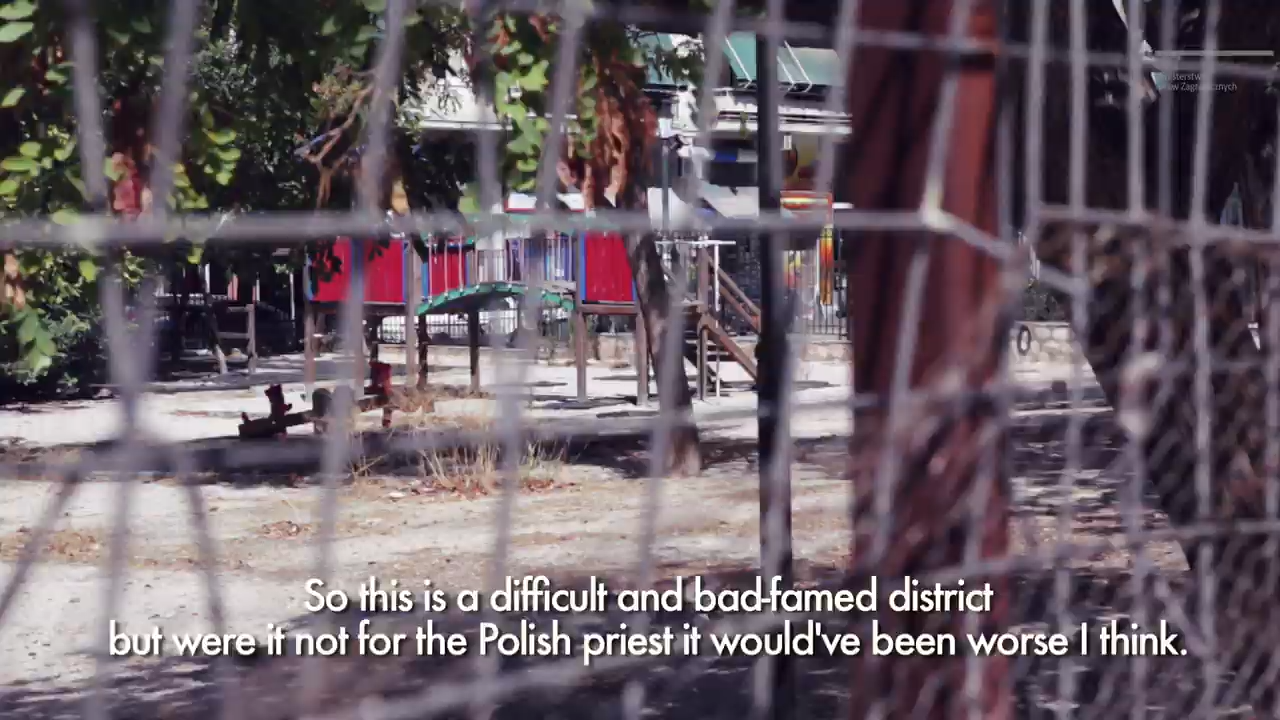 So this is a difficult and bad-famed district
but were it not for the Polish priest it would've been worse I think.